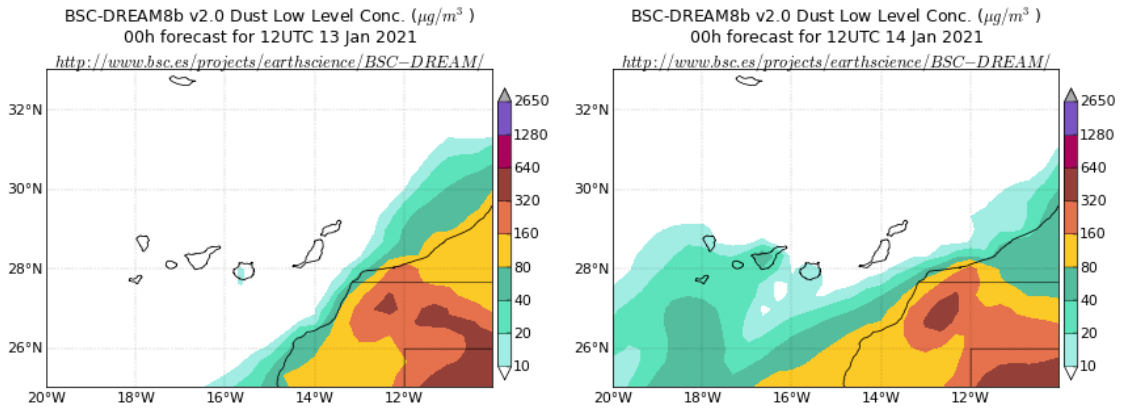 BSC-DREAM8b v2.0 Dust Low Level Conc. (μg/m³ )
00h forecast for 12UTC 13 Jan 2021
http://www.bsc.es/projects/earthscience/BSC−DREAM/
32°N
30°N
28°N
26°N
20°W 18°W 16°W 14°W 12°W
2650
1280
640
320
160
80
40
20
10
BSC-DREAM8b v2.0 Dust Low Level Conc. (μg/m³ )
00h forecast for 12UTC 14 Jan 2021
http://www.bsc.es/projects/earthscience/BSC−DREAM/
32°N
30°N
28°N
26°N
20°W 18°W 16°W 14°W 12°W
2650
1280
640
320
160
80
40
20
10